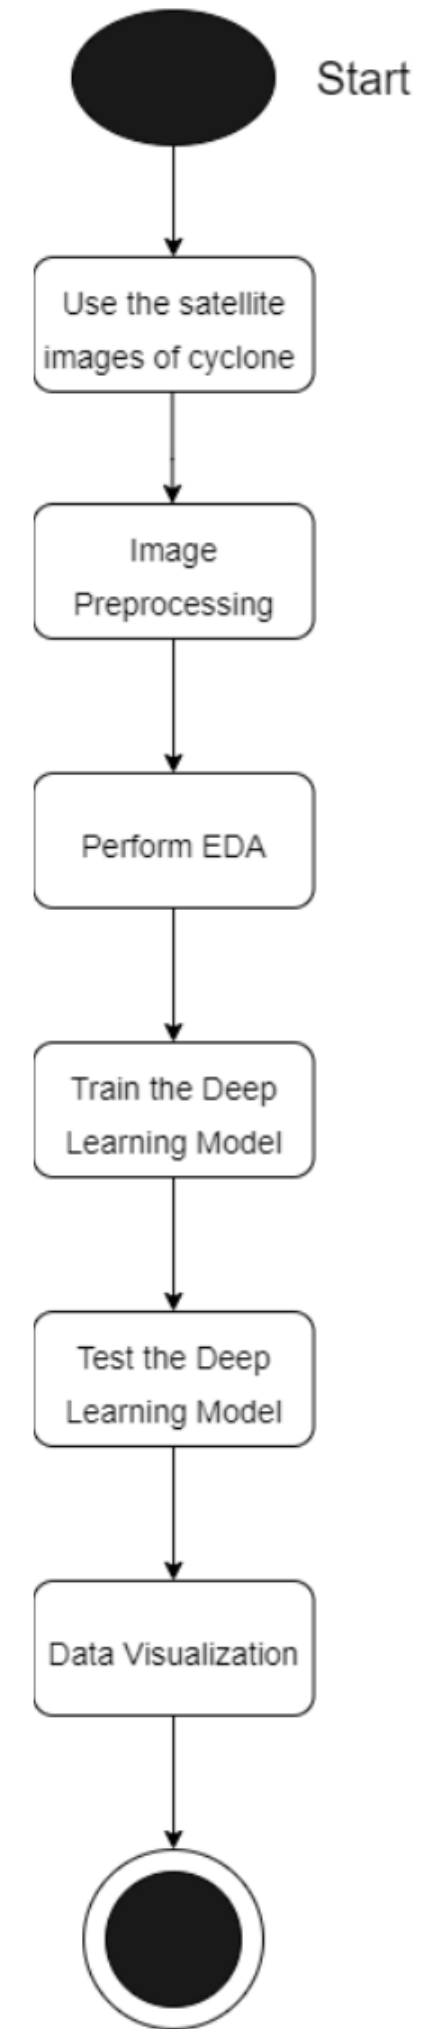 Start
Use the satellite
images of cyclone
Image
Preprocessing
Perform EDA
Train the Deep
Learning Model
Test the Deep
Learning Model
Data Visualization